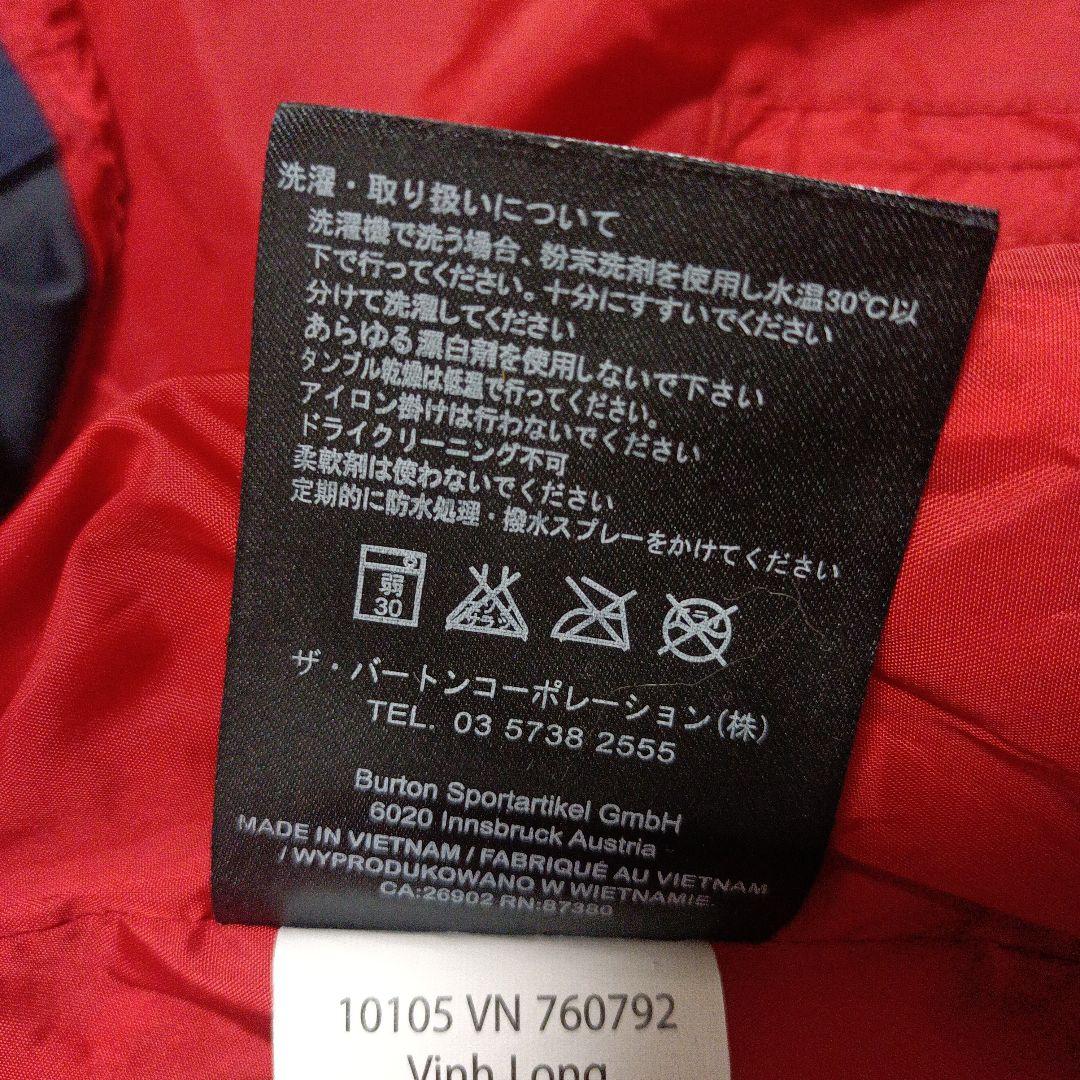 洗濯・取り扱いについて
洗濯機で洗う場合、粉末洗剤を使用し水温30℃以
下で行ってください。十分にすすいでください
分けて洗濯してください
あらゆる漂白剤を使用しないで下さい
タンブル乾燥は低温で行ってください。
アイロン掛けは行わないでください
ドライクリーニング不可
柔軟剤は使わないでください
定期的に防水処理・撥水スプレーをかけてください
弱
30
ザ・バートンコーポレーション(株)
TEL. 03 5738 2555
Burton Sportartikel GmbH
6020 Innsbruck Austria
MADE IN VIETNAM / FABRIQUÉ AU VIETNAM
/ WYPRODUKOWANO W WIETNAMIE.
CA:26902 RN:87380
10105 VN 760792
Vinh Long